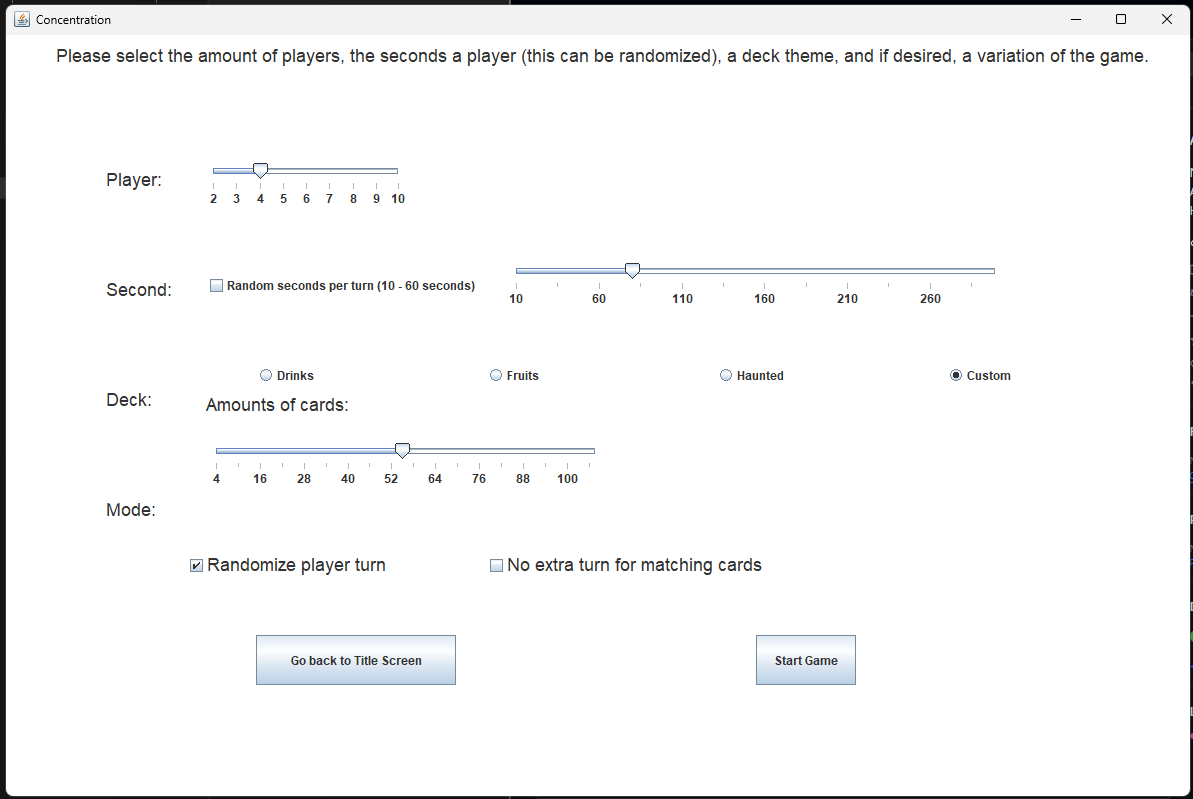 Concentration
Please select the amount of players, the seconds a player (this can be randomized), a deck theme, and if desired, a variation of the game.
Player:
2 3 4 5 6 7 8 9 10
Second:
Random seconds per turn (10 - 60 seconds)
10 60 110 160 210 260
Drinks Fruits Haunted Custom
Deck:
Amounts of cards:
4 16 28 40 52 64 76 88 100
Mode:
Randomize player turn No extra turn for matching cards
Go back to Title Screen Start Game